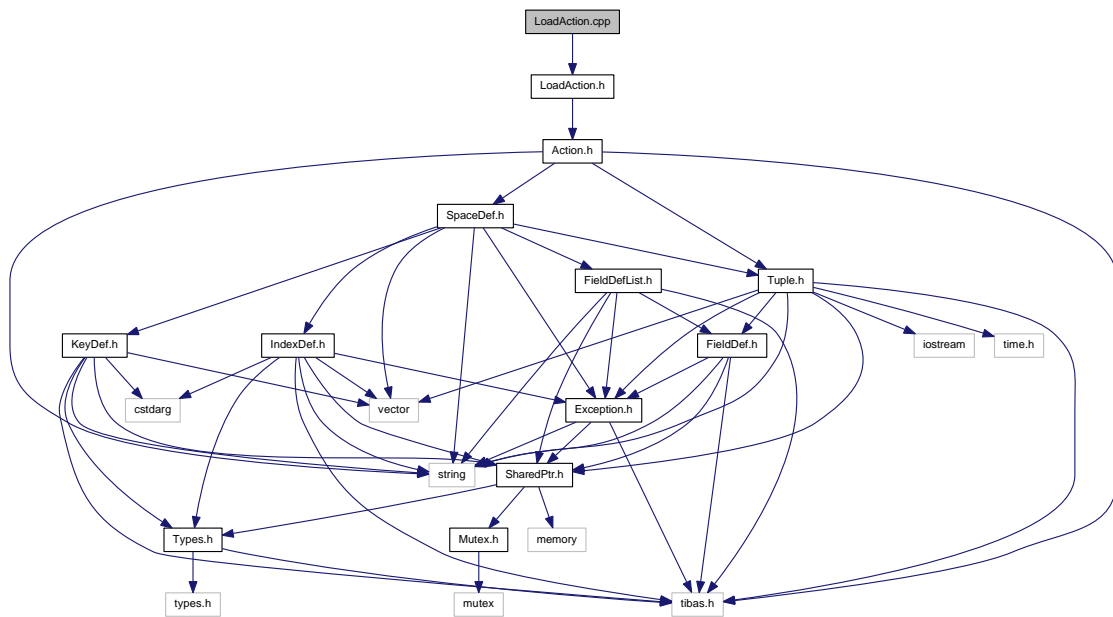 LoadAction.cpp
LoadAction.h
Action.h
SpaceDef.h
FieldDefList.h
Tuple.h
KeyDef.h
IndexDef.h
FieldDef.h
iostream
time.h
cstdarg
vector
Exception.h
string
SharedPtr.h
Types.h
Mutex.h
memory
types.h
mutex
tibas.h